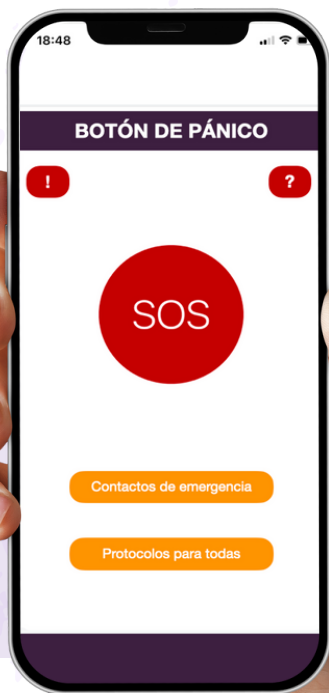 18:48
BOTÓN DE PÁNICO
!
?
SOS
Contactos de emergencia
Protocolos para todas